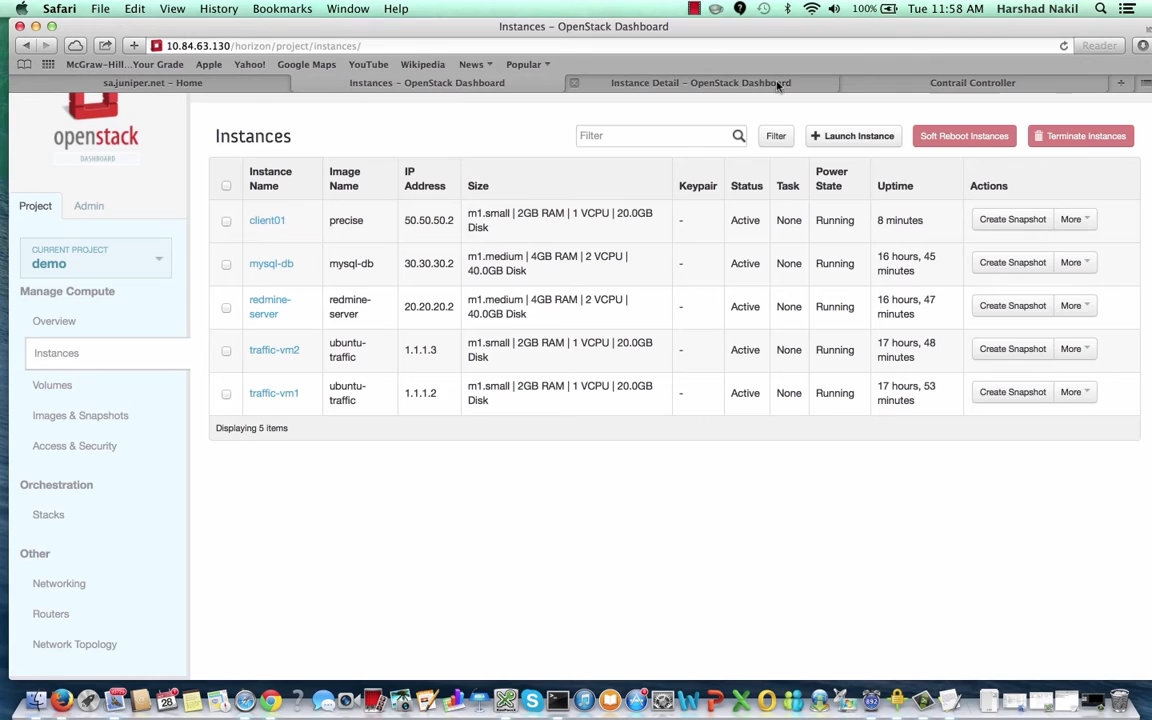 Safari File Edit View History Bookmarks Window Help 100% Tue 11:58 AM Harshad Nakil
Instances – OpenStack Dashboard
10.84.63.130/horizon/project/instances/ Reader
McGraw-Hill...Your Grade Apple Yahoo! Google Maps YouTube Wikipedia News Popular
sa.juniper.net – Home Instances – OpenStack Dashboard Instance Detail – OpenStack Dashboard Contrail Controller
openstack
DASHBOARD
Project Admin
CURRENT PROJECT
demo
Manage Compute
Overview
Instances
Volumes
Images & Snapshots
Access & Security
Orchestration
Stacks
Other
Networking
Routers
Network Topology
Instances Filter Filter + Launch Instance Soft Reboot Instances Terminate Instances
Instance IP Power
Image
Name Name Address Size Keypair Status Task State Uptime Actions
client01 precise 50.50.50.2 m1.small | 2GB RAM | 1 VCPU | 20.0GB - Active None Running 8 minutes Create Snapshot More
Disk
mysql-db mysql-db 30.30.30.2 m1.medium | 4GB RAM | 2 VCPU | - Active None Running 16 hours, 45 Create Snapshot More
40.0GB Disk minutes
redmine- redmine- 20.20.20.2 m1.medium | 4GB RAM | 2 VCPU | - Active None Running 16 hours, 47 Create Snapshot More
server server 40.0GB Disk minutes
traffic-vm2 ubuntu- 1.1.1.3 m1.small | 2GB RAM | 1 VCPU | 20.0GB - Active None Running 17 hours, 48 Create Snapshot More
traffic Disk minutes
traffic-vm1 ubuntu- 1.1.1.2 m1.small | 2GB RAM | 1 VCPU | 20.0GB - Active None Running 17 hours, 53 Create Snapshot More
traffic Disk minutes
Displaying 5 items